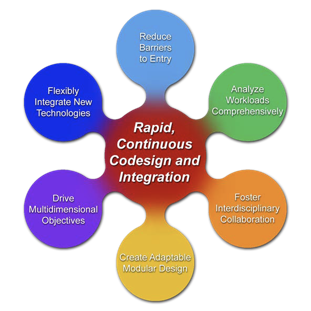 Reduce
Barriers
to Entry
Analyze
Workloads
Comprehensively
Foster
Interdisciplinary
Collaboration
Create Adaptable
Modular Design
Drive
Multidimensional
Objectives
Flexibly
Integrate New
Technologies
Rapid,
Continuous
Codesign and
Integration